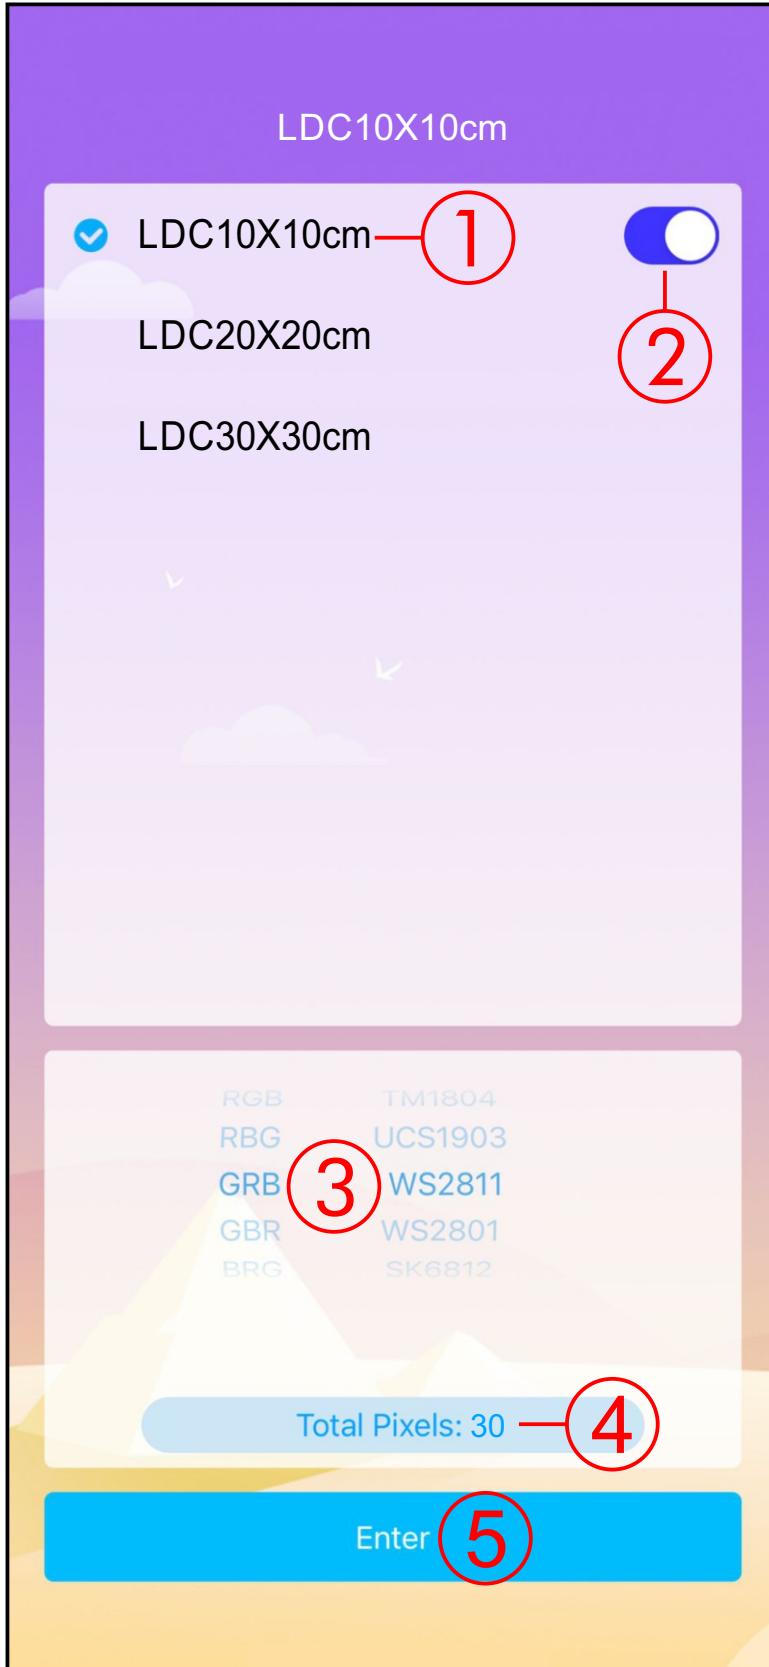 LDC10X10cm
LDC10X10cm 1
LDC20X20cm 2
LDC30X30cm
RGB TM1804
RBG UCS1903
GRB 3 WS2811
GBR WS2801
BRG SK6812
Total Pixels: 30 4
Enter 5